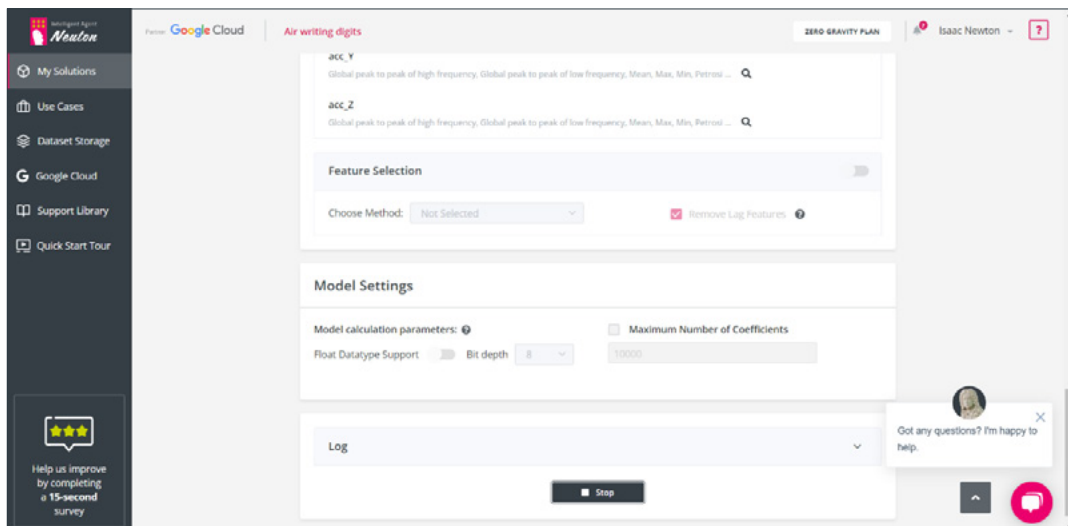 Intelligent Agent
Neuton
Partner Google Cloud
Air writing digits
ZERO GRAVITY PLAN
Isaac Newton
?
My Solutions
Use Cases
Dataset Storage
Google Cloud
Support Library
Quick Start Tour
acc_Y
Global peak to peak of high frequency, Global peak to peak of low frequency, Mean, Max, Min, Petrosi ...
acc_Z
Global peak to peak of high frequency, Global peak to peak of low frequency, Mean, Max, Min, Petrosi ...
Feature Selection
Choose Method: Not Selected
Remove Lag Features ?
Model Settings
Model calculation parameters: ?
Maximum Number of Coefficients
Float Datatype Support Bit depth 8
10000
Log
Stop
Help us improve
by completing
a 15-second
survey
Got any questions? I'm happy to
help.